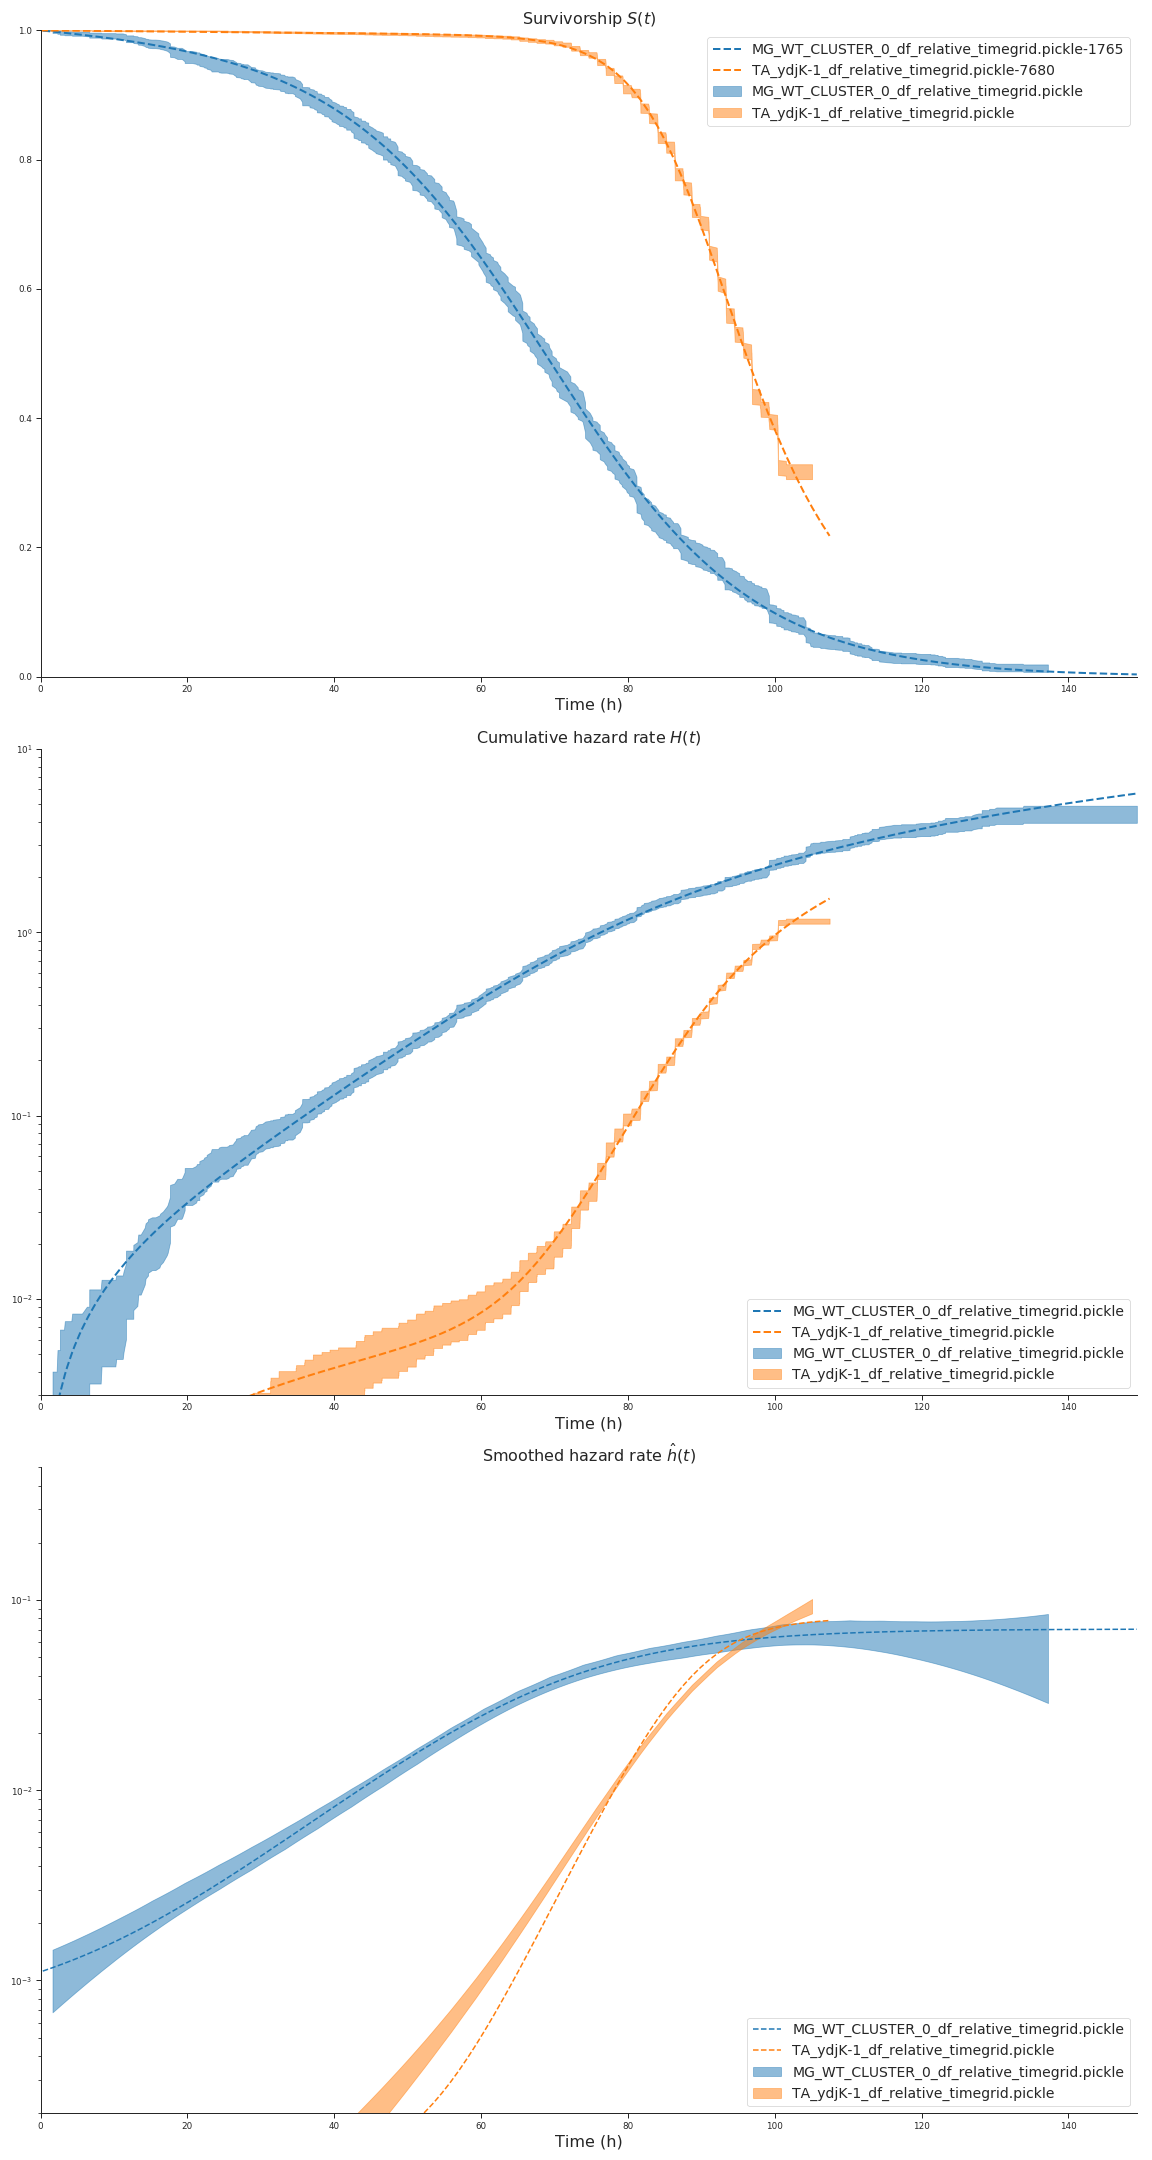 Survivorship S(t)
1.0
0.8
0.6
0.4
0.2
0.0
MG_WT_CLUSTER_0_df_relative_timegrid.pickle-1765
TA_ydjK-1_df_relative_timegrid.pickle-7680
MG_WT_CLUSTER_0_df_relative_timegrid.pickle
TA_ydjK-1_df_relative_timegrid.pickle
0 20 40 60 80 100 120 140
Time (h)
Cumulative hazard rate H(t)
10¹
10⁰
10⁻¹
10⁻²
MG_WT_CLUSTER_0_df_relative_timegrid.pickle
TA_ydjK-1_df_relative_timegrid.pickle
MG_WT_CLUSTER_0_df_relative_timegrid.pickle
TA_ydjK-1_df_relative_timegrid.pickle
0 20 40 60 80 100 120 140
Time (h)
Smoothed hazard rate ĥ(t)
10⁻¹
10⁻²
10⁻³
MG_WT_CLUSTER_0_df_relative_timegrid.pickle
TA_ydjK-1_df_relative_timegrid.pickle
MG_WT_CLUSTER_0_df_relative_timegrid.pickle
TA_ydjK-1_df_relative_timegrid.pickle
0 20 40 60 80 100 120 140
Time (h)